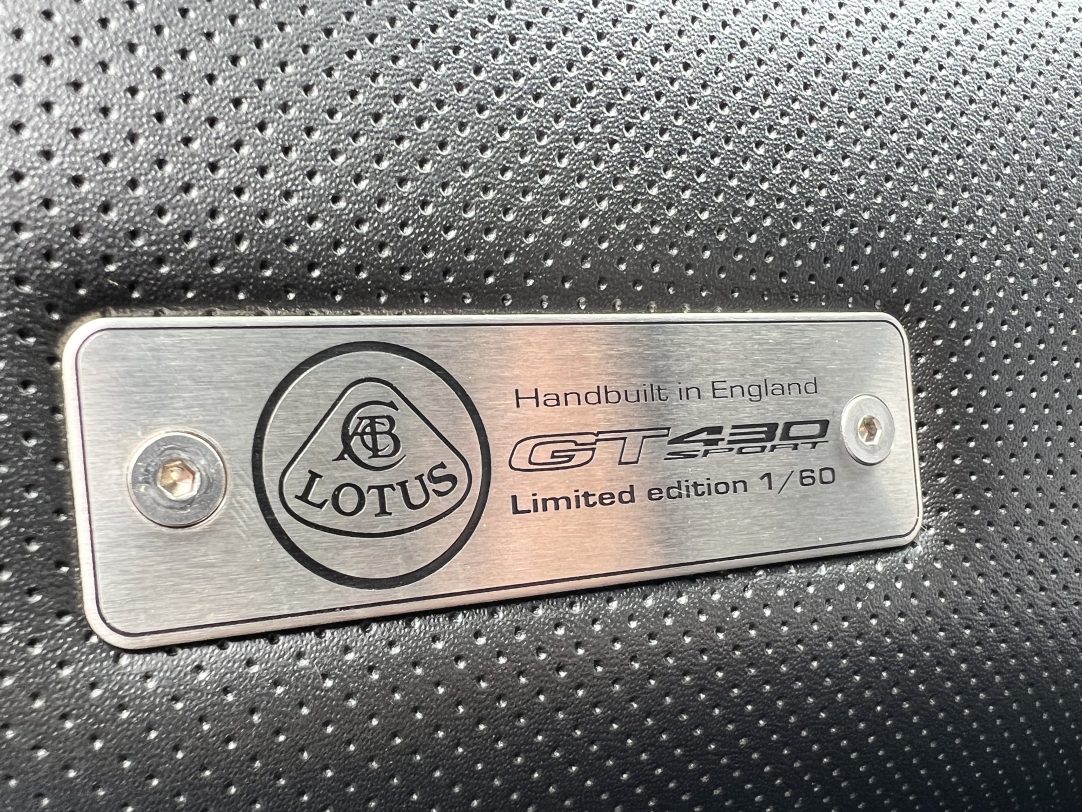 ACBC
LOTUS
Handbuilt in England
GT430
SPORT
Limited edition 1/60